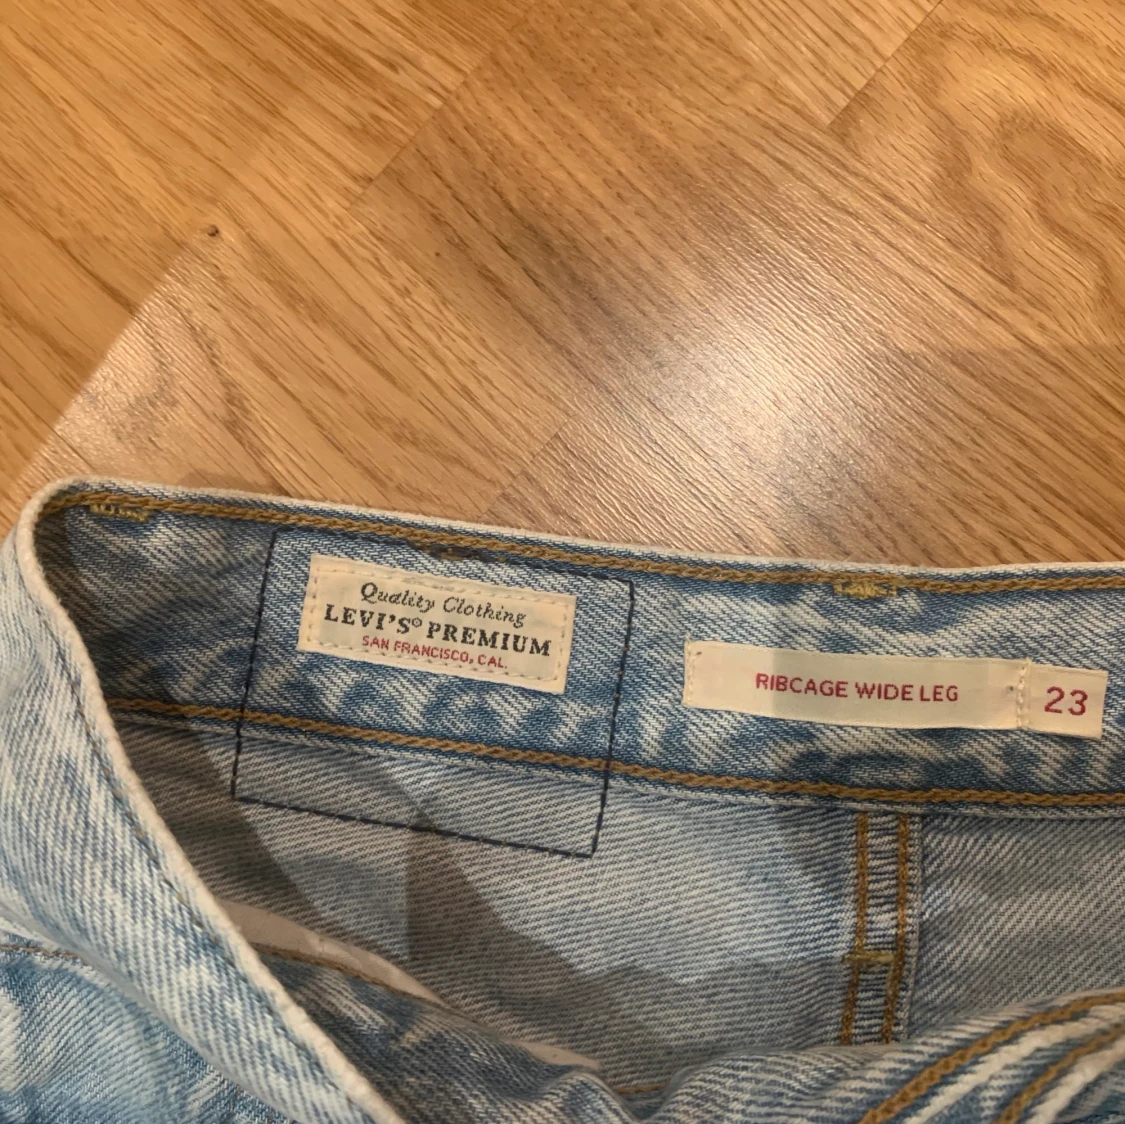 Quality Clothing
LEVI'S® PREMIUM
SAN FRANCISCO, CAL.
RIBCAGE WIDE LEG
23